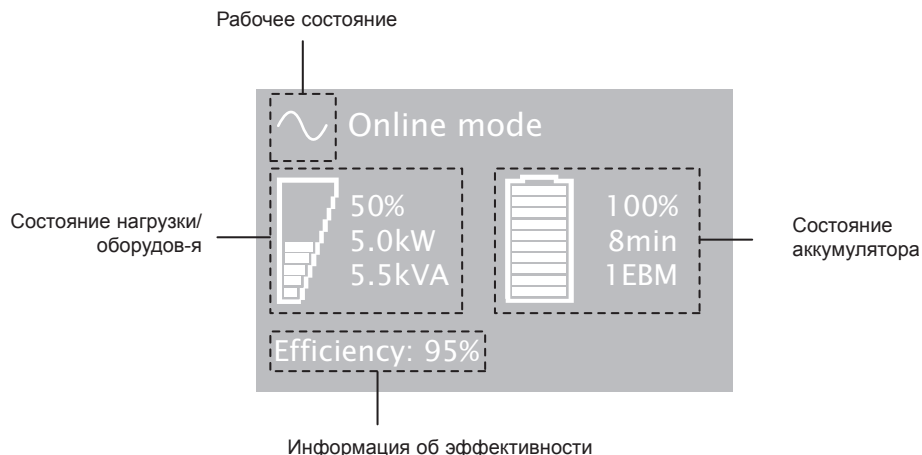 Рабочее состояние
Online mode
Состояние нагрузки/
оборудов-я
50%
5.0kW
5.5kVA
100%
8min
1EBM
Состояние
аккумулятора
Efficiency: 95%
Информация об эффективности